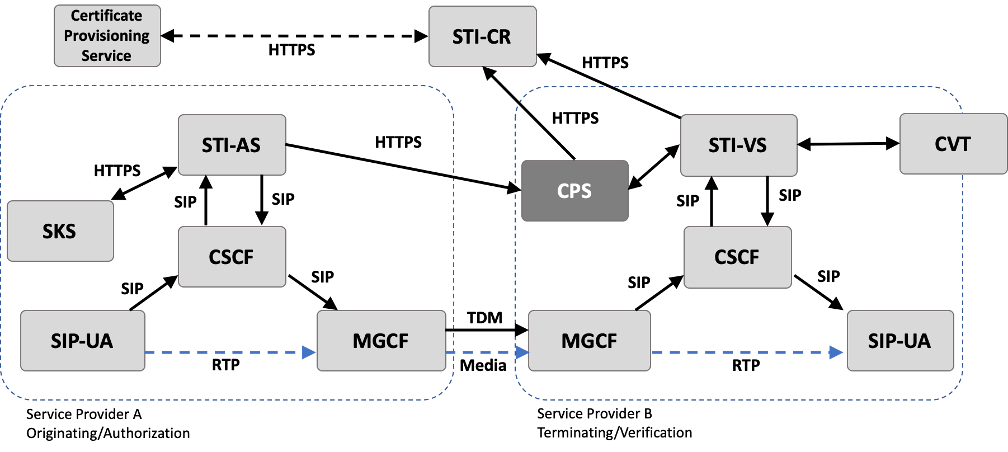 Certificate
Provisioning
Service
HTTPS
STI-CR
HTTPS
HTTPS
STI-AS
HTTPS
STI-VS
CVT
HTTPS
CPS
SKS
SIP
SIP
SIP
SIP
CSCF
CSCF
SIP
SIP
SIP
SIP
SIP-UA
MGCF
TDM
MGCF
SIP-UA
RTP
Media
RTP
Service Provider A
Originating/Authorization
Service Provider B
Terminating/Verification